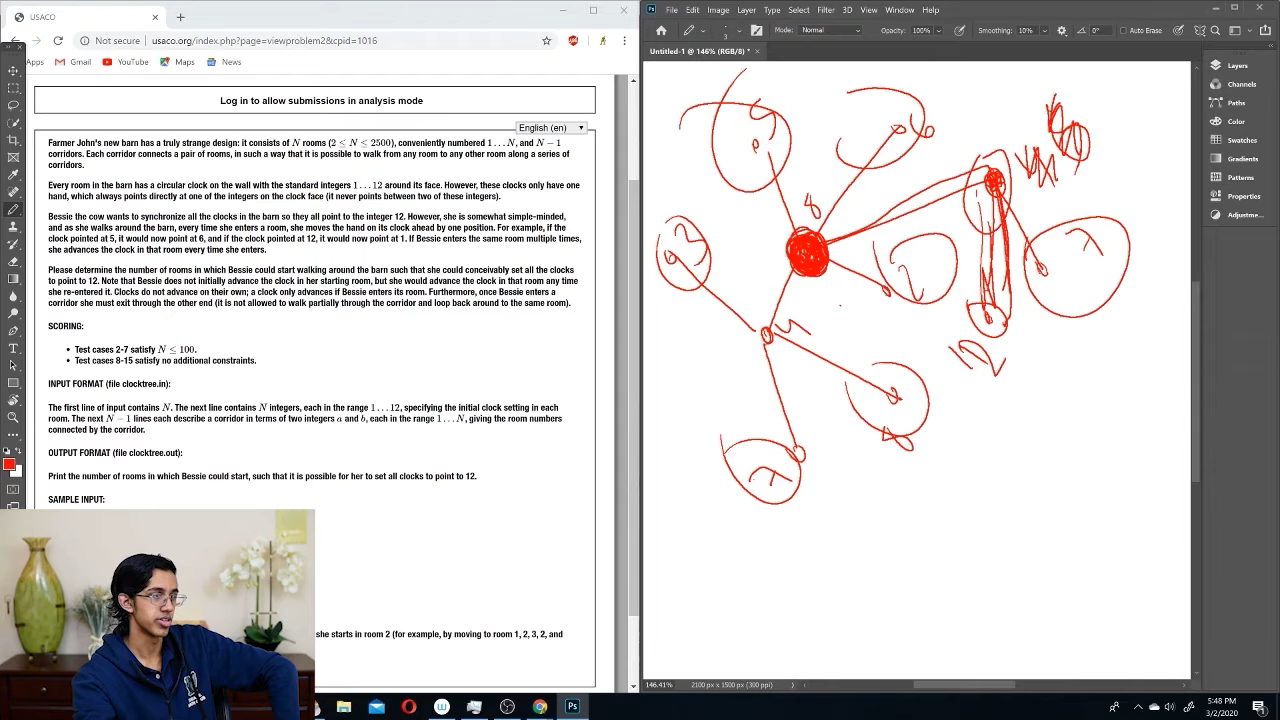 USACO
usaco.org/index.php?page=viewproblem2&cpid=1016
Apps
Gmail
YouTube
Maps
News
Log in to allow submissions in analysis mode
English (en)
Farmer John's new barn has a truly strange design: it consists of N rooms (2 ≤ N ≤ 2500), conveniently numbered 1…N, and N − 1
corridors. Each corridor connects a pair of rooms, in such a way that it is possible to walk from any room to any other room along a series of
corridors.
Every room in the barn has a circular clock on the wall with the standard integers 1…12 around its face. However, these clocks only have one
hand, which always points directly at one of the integers on the clock face (it never points between two of these integers).
Bessie the cow wants to synchronize all the clocks in the barn so they all point to the integer 12. However, she is somewhat simple-minded,
and as she walks around the barn, every time she enters a room, she moves the hand on its clock ahead by one position. For example, if the
clock pointed at 5, it would now point at 6, and if the clock pointed at 12, it would now point at 1. If Bessie enters the same room multiple times,
she advances the clock in that room every time she enters.
Please determine the number of rooms in which Bessie could start walking around the barn such that she could conceivably set all the clocks
to point to 12. Note that Bessie does not initially advance the clock in her starting room, but she would advance the clock in that room any time
she re-entered it. Clocks do not advance on their own; a clock only advances if Bessie enters its room. Furthermore, once Bessie enters a
corridor she must exit through the other end (it is not allowed to walk partially through the corridor and loop back around to the same room).
SCORING:
Test cases 2-7 satisfy N ≤ 100.
Test cases 8-15 satisfy no additional constraints.
INPUT FORMAT (file clocktree.in):
The first line of input contains N. The next line contains N integers, each in the range 1…12, specifying the initial clock setting in each
room. The next N − 1 lines each describe a corridor in terms of two integers a and b, each in the range 1…N, giving the room numbers
connected by the corridor.
OUTPUT FORMAT (file clocktree.out):
Print the number of rooms in which Bessie could start, such that it is possible for her to set all clocks to point to 12.
SAMPLE INPUT:
she starts in room 2 (for example, by moving to room 1, 2, 3, 2, and
Ps
File Edit Image Layer Type Select Filter 3D View Window Help
3
Mode: Normal
Opacity: 100%
Smoothing: 10%
0°
Auto Erase
Untitled-1 @ 146% (RGB/8) *
5
6
8
2
7
4
12
8
7
Layers
Channels
Paths
Color
Swatches
Gradients
Patterns
Properties
Adjustme...
146.41%
2100 px x 1500 px (300 ppi)
5:48 PM
3/2/2020